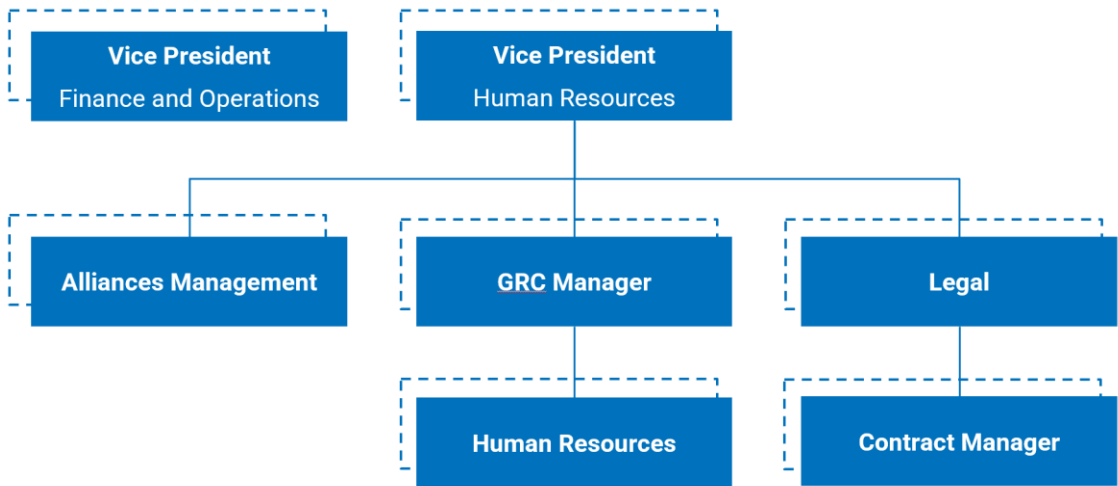 Vice President
Finance and Operations
Vice President
Human Resources
Alliances Management
GRC Manager
Legal
Human Resources
Contract Manager